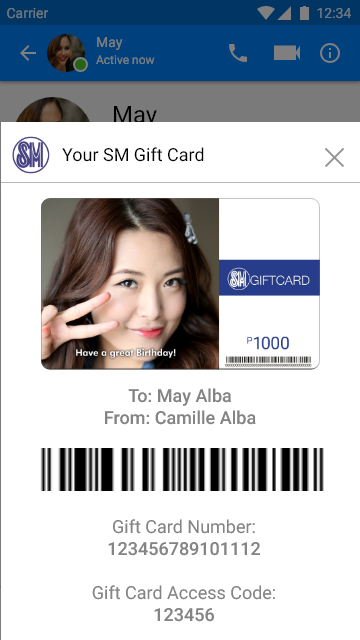 Carrier
12:34
May
Active now
May
SM
Your SM Gift Card
SM GIFTCARD
₱1000
Have a great Birthday!
To: May Alba
From: Camille Alba
Gift Card Number:
123456789101112
Gift Card Access Code:
123456